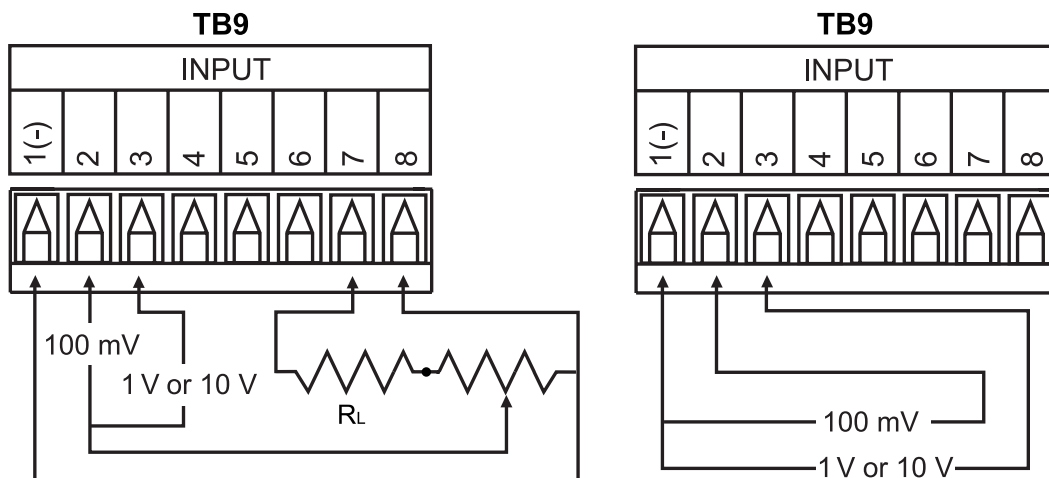 TB9
INPUT
1(-) 2 3 4 5 6 7 8
100 mV
1 V or 10 V
RL
TB9
INPUT
1(-) 2 3 4 5 6 7 8
100 mV
1 V or 10 V